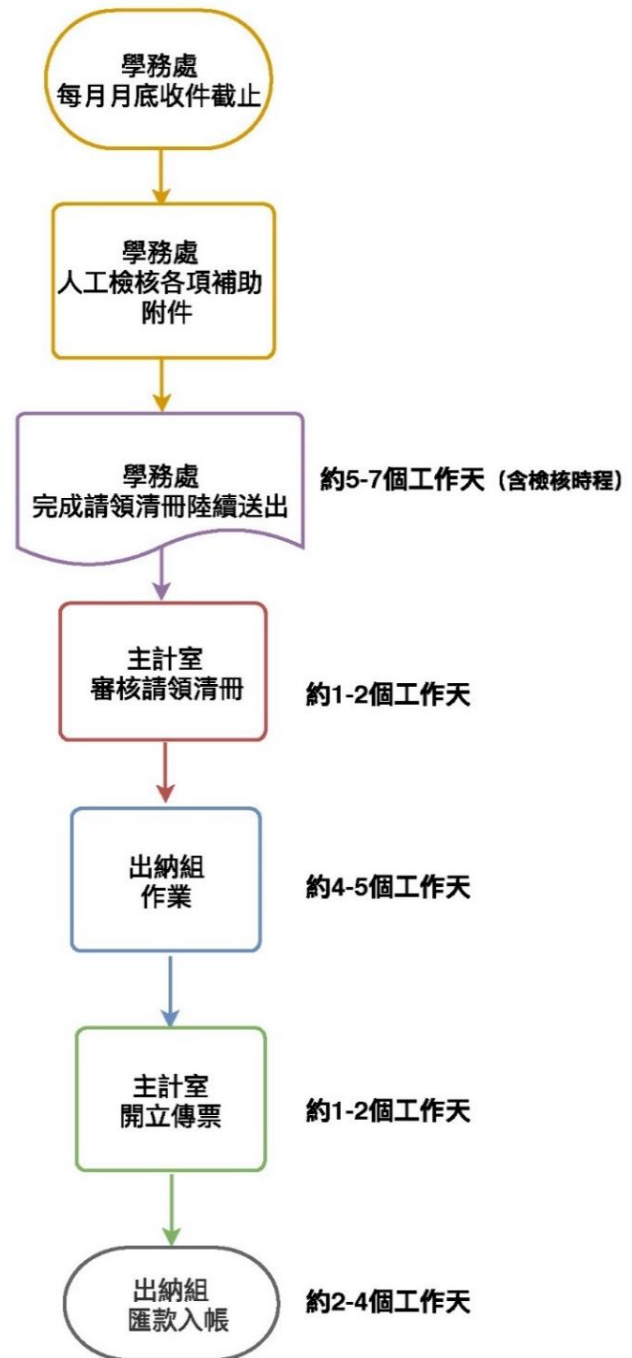 學務處
每月月底收件截止
學務處
人工檢核各項補助
附件
學務處
完成請領清冊陸續送出
約5-7個工作天（含檢核時程）
主計室
審核請領清冊
約1-2個工作天
出納組
作業
約4-5個工作天
主計室
開立傳票
約1-2個工作天
出納組
匯款入帳
約2-4個工作天